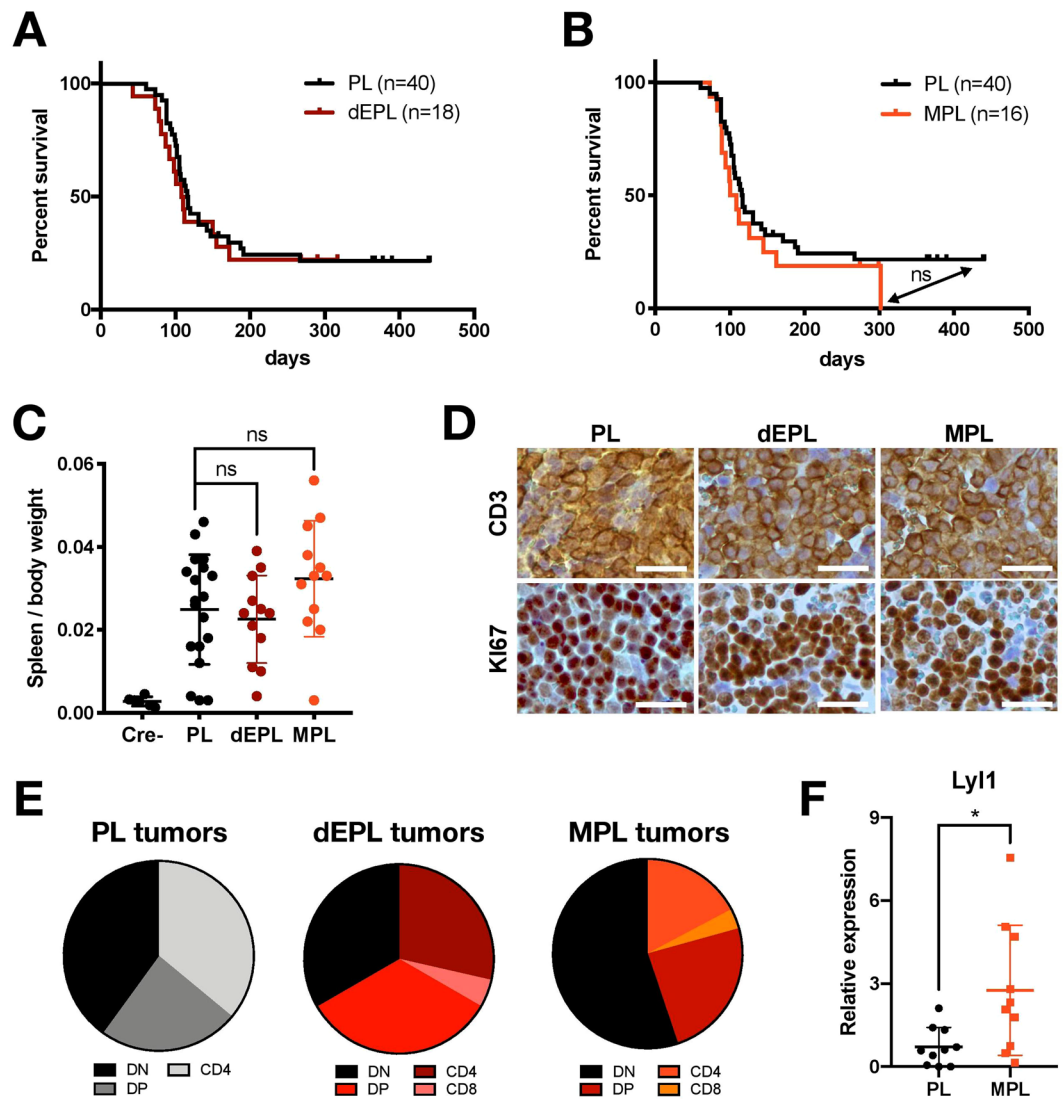 A
PL (n=40)
dEPL (n=18)
Percent survival
100
50
0
0 100 200 300 400 500
days
B
PL (n=40)
MPL (n=16)
Percent survival
100
50
0
ns
0 100 200 300 400 500
days
C
ns
ns
Spleen / body weight
0.06
0.04
0.02
0.00
Cre- PL dEPL MPL
D
PL dEPL MPL
CD3
KI67
E
PL tumors
DN CD4
DP
dEPL tumors
DN CD4
DP CD8
MPL tumors
DN CD4
DP CD8
F
Lyl1
*
Relative expression
9
6
3
0
PL MPL